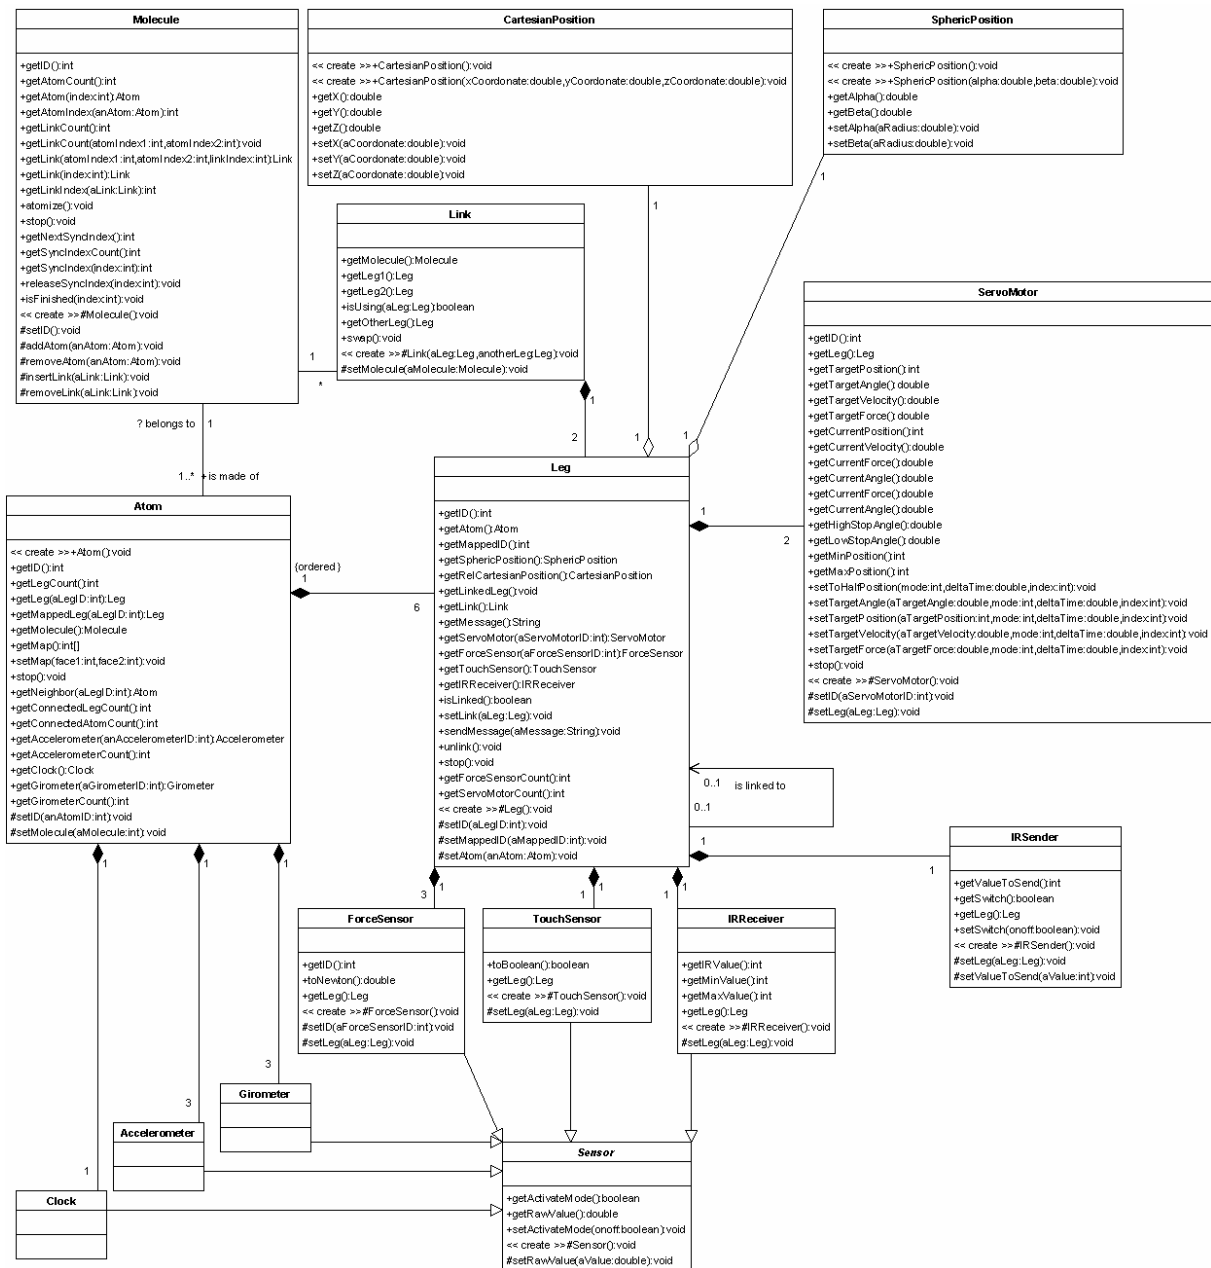 Molecule
+getID():int
+getAtomCount():int
+getAtom(index:int):Atom
+getAtomIndex(anAtom:Atom):int
+getLinkCount():int
+getLinkCount(atomIndex1:int,atomIndex2:int):void
+getLink(atomIndex1:int,atomIndex2:int,linkIndex:int):Link
+getLink(index:int):Link
+getLinkIndex(aLink:Link):int
+atomize():void
+stop():void
+getNextSyncIndex():int
+getSyncIndexCount():int
+getSyncIndex(index:int):int
+releaseSyncIndex(index:int):void
+isFinished(index:int):void
<< create >>#Molecule():void
#setID():void
#addAtom(anAtom:Atom):void
#removeAtom(anAtom:Atom):void
#insertLink(aLink:Link):void
#removeLink(aLink:Link):void
CartesianPosition
<< create >>+CartesianPosition():void
<< create >>+CartesianPosition(xCoordonate:double,yCoordonate:double,zCoordonate:double):void
+getX():double
+getY():double
+getZ():double
+setX(aCoordonate:double):void
+setY(aCoordonate:double):void
+setZ(aCoordonate:double):void
SphericPosition
<< create >>+SphericPosition():void
<< create >>+SphericPosition(alpha:double,beta:double):void
+getAlpha():double
+getBeta():double
+setAlpha(aRadius:double):void
+setBeta(aRadius:double):void
1
1
Link
+getMolecule():Molecule
+getLeg1():Leg
+getLeg2():Leg
+isUsing(aLeg:Leg):boolean
+getOtherLeg():Leg
+swap():void
<< create >>#Link(aLeg:Leg,anotherLeg:Leg):void
#setMolecule(aMolecule:Molecule):void
1
*
1
2
1
1
ServoMotor
+getID():int
+getLeg():Leg
+getTargetPosition():int
+getTargetAngle():double
+getTargetVelocity():double
+getTargetForce():double
+getCurrentPosition():int
+getCurrentVelocity():double
+getCurrentForce():double
+getCurrentAngle():double
+getCurrentForce():double
+getCurrentAngle():double
+getHighStopAngle():double
+getLowStopAngle():double
+getMinPosition():int
+getMaxPosition():int
+setToHalfPosition(mode:int,deltaTime:double,index:int):void
+setTargetAngle(aTargetAngle:double,mode:int,deltaTime:double,index:int):void
+setTargetPosition(aTargetPosition:int,mode:int,deltaTime:double,index:int):void
+setTargetVelocity(aTargetVelocity:double,mode:int,deltaTime:double,index:int):void
+setTargetForce(aTargetForce:double,mode:int,deltaTime:double,index:int):void
+stop():void
<< create >>#ServoMotor():void
#setID(aServoMotorID:int):void
#setLeg(aLeg:Leg):void
? belongs to 1
1..* + is made of
Atom
<< create >>+Atom():void
+getID():int
+getLegCount():int
+getLeg(aLegID:int):Leg
+getMappedLeg(aLegID:int):Leg
+getMolecule():Molecule
+getMap():int[]
+setMap(face1:int,face2:int):void
+stop():void
+getNeighbor(aLegID:int):Atom
+getConnectedLegCount():int
+getConnectedAtomCount():int
+getAccelerometer(anAccelerometerID:int):Accelerometer
+getAccelerometerCount():int
+getClock():Clock
+getGirometer(aGirometerID:int):Girometer
+getGirometerCount():int
#setID(anAtomID:int):void
#setMolecule(aMolecule:int):void
{ordered }
1
6
Leg
+getID():int
+getAtom():Atom
+getMappedID():int
+getSphericPosition():SphericPosition
+getRelCartesianPosition():CartesianPosition
+getLinkedLeg():void
+getLink():Link
+getMessage():String
+getServoMotor(aServoMotorID:int):ServoMotor
+getForceSensor(aForceSensorID:int):ForceSensor
+getTouchSensor():TouchSensor
+getIRReceiver():IRReceiver
+isLinked():boolean
+setLink(aLeg:Leg):void
+sendMessage(aMessage:String):void
+unlink():void
+stop():void
+getForceSensorCount():int
+getServoMotorCount():int
<< create >>#Leg():void
#setID(aLegID:int):void
#setMappedID(aMappedID:int):void
#setAtom(anAtom:Atom):void
1
2
0..1 is linked to
0..1
1
1
IRSender
+getValueToSend():int
+getSwitch():boolean
+getLeg():Leg
+setSwitch(onoff:boolean):void
<< create >>#IRSender():void
#setLeg(aLeg:Leg):void
#setValueToSend(aValue:int):void
1
1
1
3 1
1 1
1 1
ForceSensor
+getID():int
+toNewton():double
+getLeg():Leg
<< create >>#ForceSensor():void
#setID(aForceSensorID:int):void
#setLeg(aLeg:Leg):void
TouchSensor
+toBoolean():boolean
+getLeg():Leg
<< create >>#TouchSensor():void
#setLeg(aLeg:Leg):void
IRReceiver
+getIRValue():int
+getMinValue():int
+getMaxValue():int
+getLeg():Leg
<< create >>#IRReceiver():void
#setLeg(aLeg:Leg):void
3
Girometer
3
Accelerometer
1
Clock
Sensor
+getActivateMode():boolean
+getRawValue():double
+setActivateMode(onoff:boolean):void
<< create >>#Sensor():void
#setRawValue(aValue:double):void